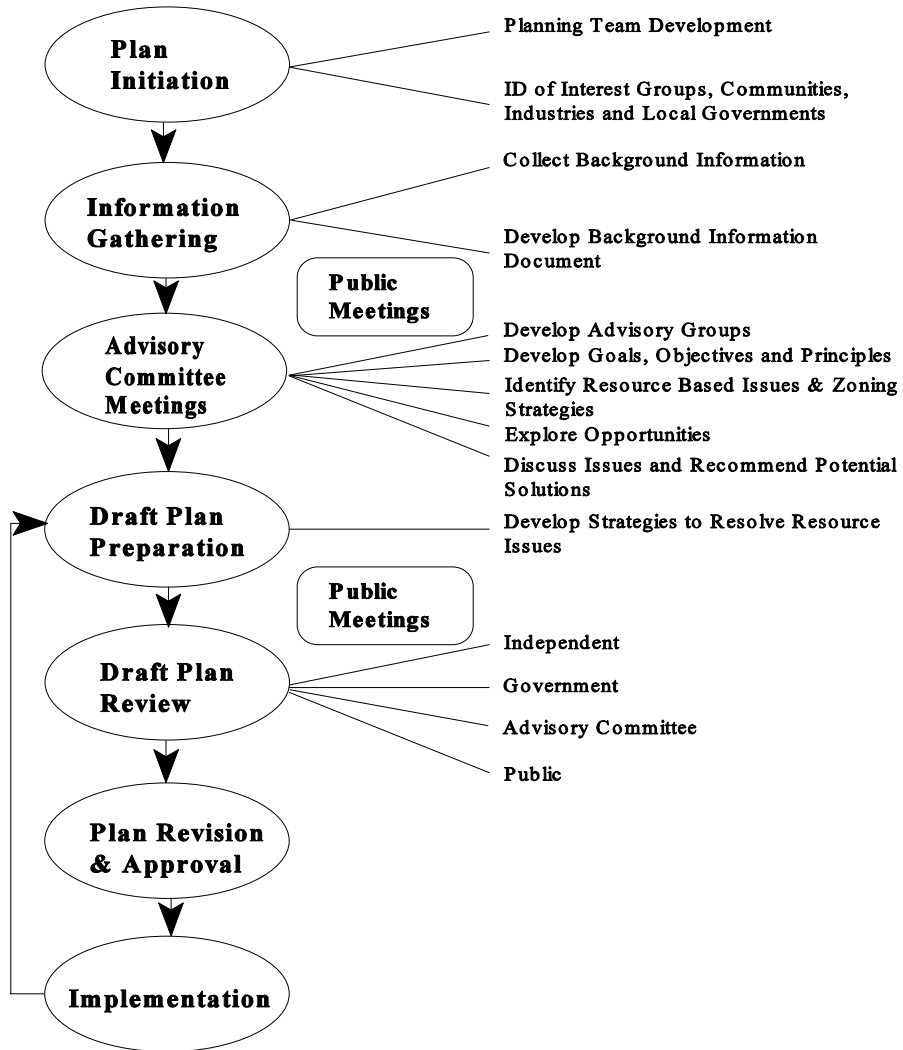 Plan
Initiation
Planning Team Development
ID of Interest Groups, Communities,
Industries and Local Governments
Information
Gathering
Collect Background Information
Develop Background Information
Document
Public
Meetings
Advisory
Committee
Meetings
Develop Advisory Groups
Develop Goals, Objectives and Principles
Identify Resource Based Issues & Zoning
Strategies
Explore Opportunities
Discuss Issues and Recommend Potential
Solutions
Draft Plan
Preparation
Develop Strategies to Resolve Resource
Issues
Public
Meetings
Draft Plan
Review
Independent
Government
Advisory Committee
Public
Plan Revision
& Approval
Implementation